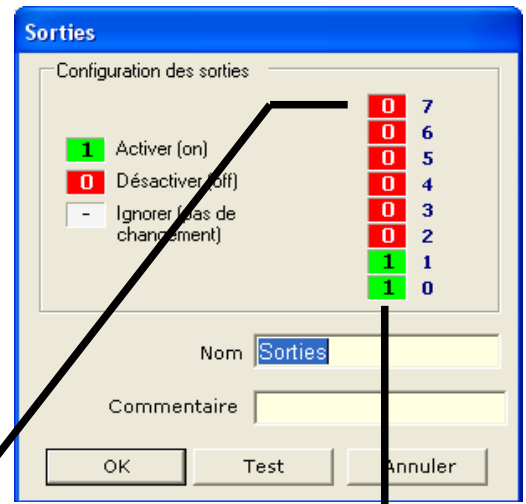 Sorties
Configuration des sorties
1 Activer (on)
0 Désactiver (off)
- Ignorer (pas de
changement)
0 7
0 6
0 5
0 4
0 3
0 2
1 1
1 0
Nom Sorties
Commentaire
OK Test Annuler